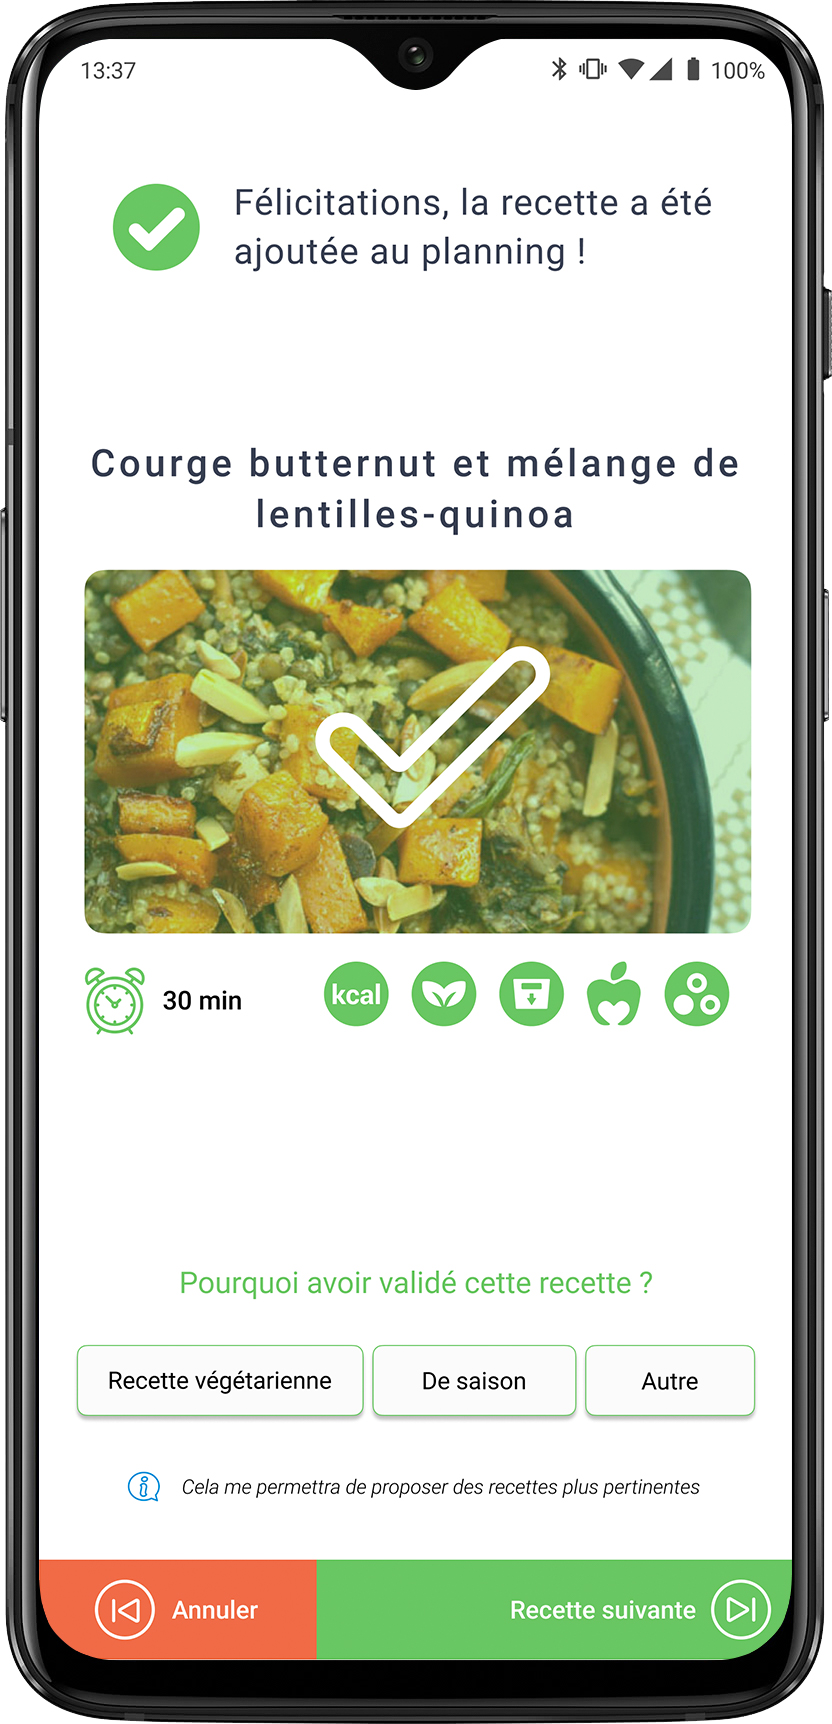 13:37
100%
Félicitations, la recette a été
ajoutée au planning !
Courge butternut et mélange de
lentilles-quinoa
30 min
kcal
Pourquoi avoir validé cette recette ?
Recette végétarienne
De saison
Autre
Cela me permettra de proposer des recettes plus pertinentes
Annuler
Recette suivante